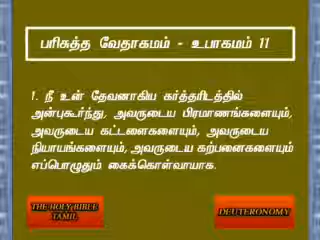 பரிசுத்த வேதாகமம் - உபாகமம் 11
1. நீ உன் தேவனாகிய கர்த்தரிடத்தில்
அன்புகூர்ந்து, அவருடைய பிரமாணங்களையும்,
அவருடைய கட்டளைகளையும், அவருடைய
நியாயங்களையும், அவருடைய கற்பனைகளையும்
எப்பொழுதும் கைக்கொள்வாயாக.
THE HOLY BIBLE
TAMIL
DEUTERONOMY